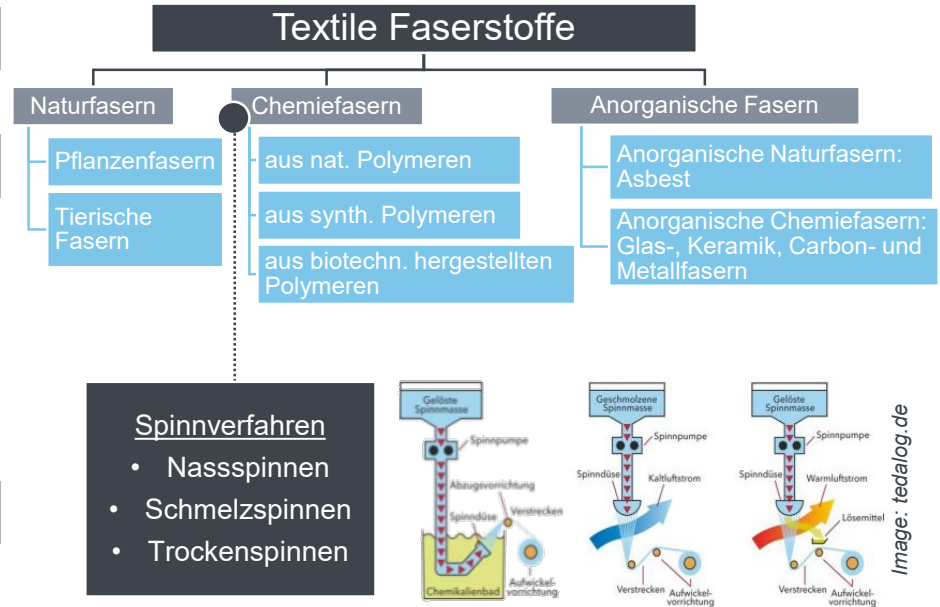 Textile Faserstoffe
Naturfasern
Pflanzenfasern
Tierische
Fasern
Chemiefasern
aus nat. Polymeren
aus synth. Polymeren
aus biotechn. hergestellten
Polymeren
Anorganische Fasern
Anorganische Naturfasern:
Asbest
Anorganische Chemiefasern:
Glas-, Keramik, Carbon- und
Metallfasern
Spinnverfahren
• Nassspinnen
• Schmelzspinnen
• Trockenspinnen
Gelöste
Spinnmasse
Spinnpumpe
Abzugsvorrichtung
Spinndüse
Verstrecken
Chemikalienbad
Aufwickel-
vorrichtung
Geschmolzene
Spinnmasse
Spinnpumpe
Spinndüse
Kaltluftstrom
Verstrecken
Aufwickel-
vorrichtung
Gelöste
Spinnmasse
Spinnpumpe
Spinndüse
Warmluftstrom
Lösemittel
Verstrecken
Aufwickel-
vorrichtung
Image: tedalog.de